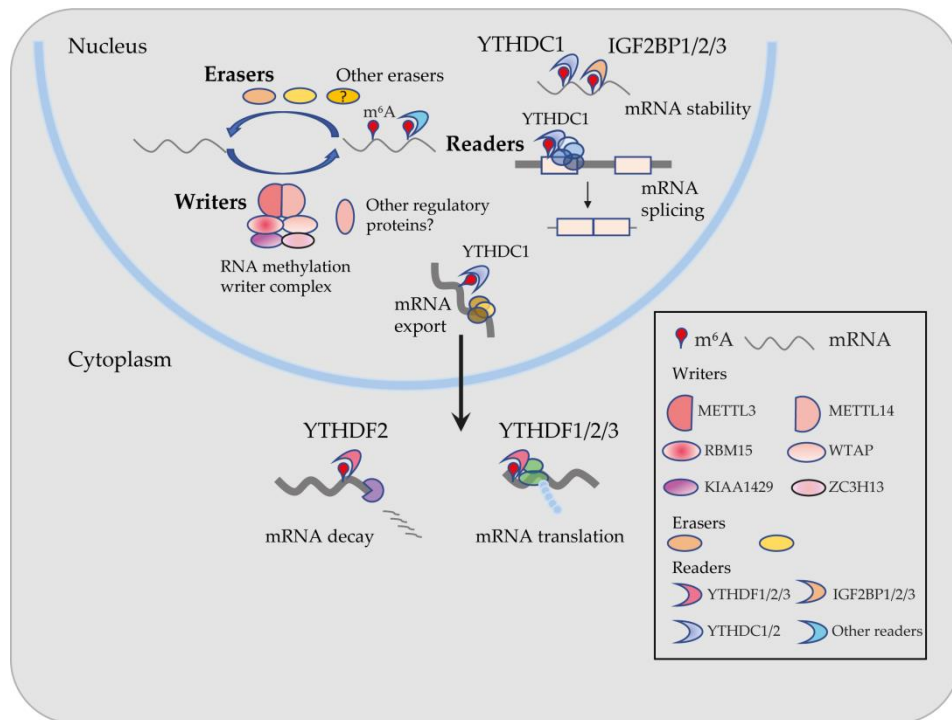 Nucleus
YTHDC1
IGF2BP1/2/3
Erasers
Other erasers
?
m⁶A
mRNA stability
YTHDC1
Readers
mRNA
splicing
Writers
Other regulatory
proteins?
RNA methylation
writer complex
YTHDC1
mRNA
export
Cytoplasm
YTHDF2
YTHDF1/2/3
mRNA decay
mRNA translation
m⁶A
mRNA
Writers
METTL3
METTL14
RBM15
WTAP
KIAA1429
ZC3H13
Erasers
Readers
YTHDF1/2/3
IGF2BP1/2/3
YTHDC1/2
Other readers